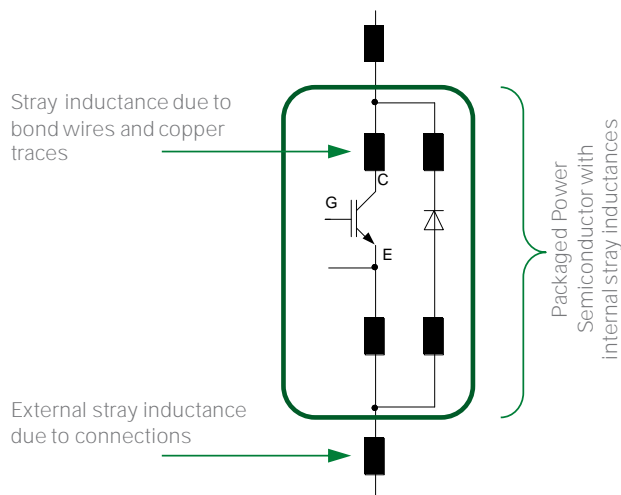 Stray inductance due to
bond wires and copper
traces
C
G
E
Packaged Power
Semiconductor with
internal stray inductances
External stray inductance
due to connections